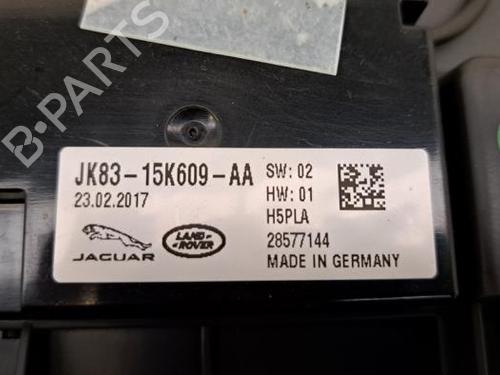 B-PARTS
JK83-15K609-AA
23.02.2017
JAGUAR
LAND-
ROVER
SW: 02
HW: 01
H5PLA
28577144
MADE IN GERMANY